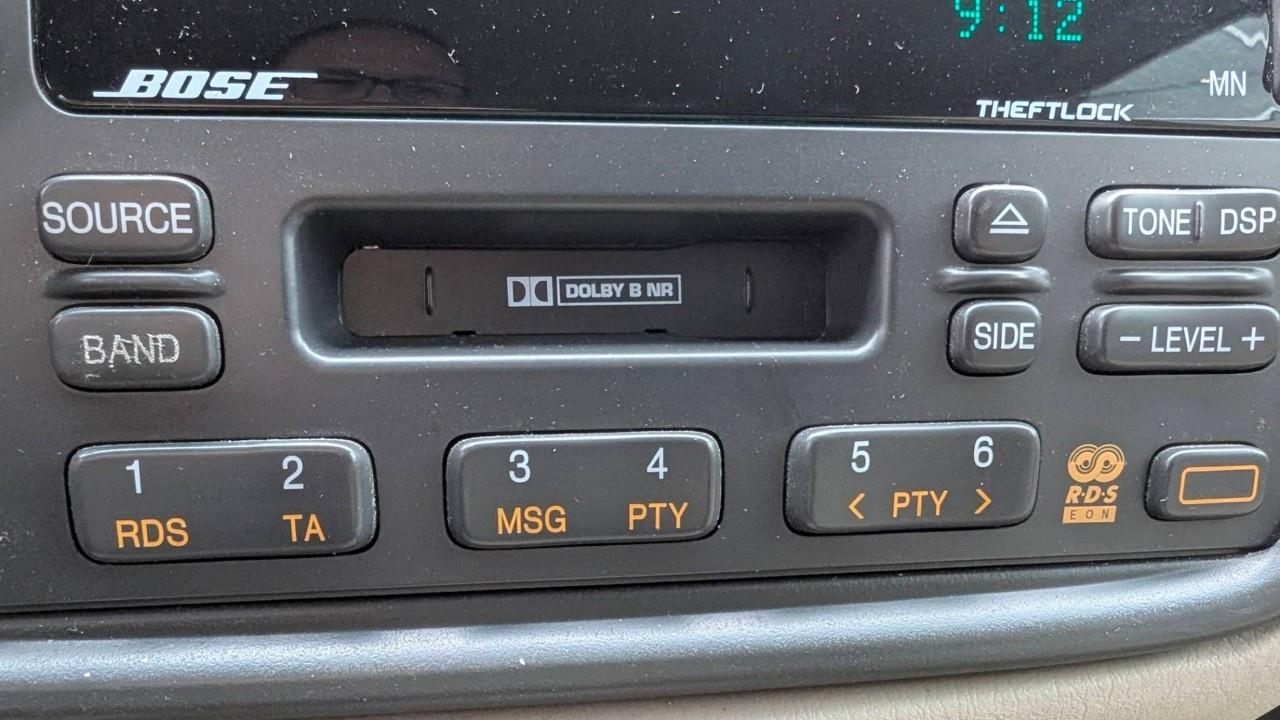 9:12
BOSE
MN
THEFTLOCK
SOURCE
TONE DSP
DOLBY B NR
BAND
SIDE
- LEVEL +
1 2
RDS TA
3 4
MSG PTY
5 6
< PTY >
R·D·S
EON